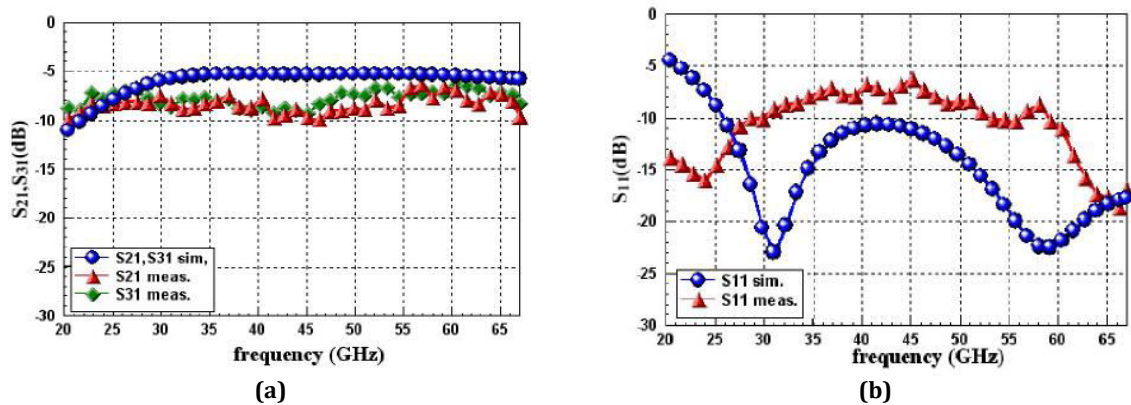 0
-5
-10
-15
-20
-25
-30
S21,S31(dB)
S21,S31 sim,
S21 meas.
S31 meas.
20 25 30 35 40 45 50 55 60 65
frequency (GHz)
(a)
0
-5
-10
-15
-20
-25
-30
S11(dB)
S11 sim.
S11 meas.
20 25 30 35 40 45 50 55 60 65
frequency (GHz)
(b)